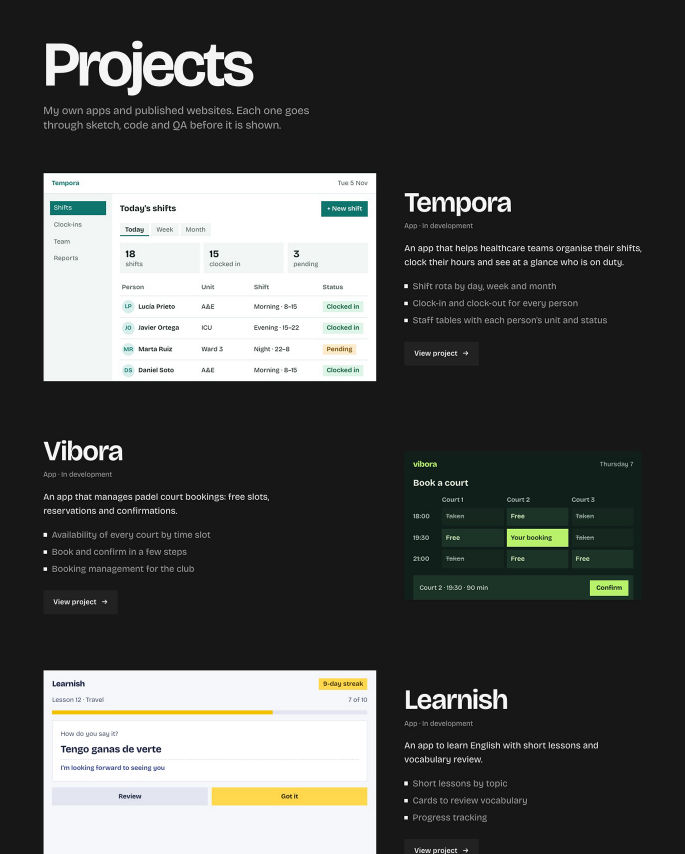 Projects
My own apps and published websites. Each one goes
through sketch, code and QA before it is shown.
Tempora
Tue 5 Nov
Shifts
Clock-ins
Team
Reports
Today's shifts
+ New shift
Today Week Month
18
shifts
15
clocked in
3
pending
Person Unit Shift Status
LP Lucía Prieto A&E Morning · 8–15 Clocked in
JO Javier Ortega ICU Evening · 15–22 Clocked in
MR Marta Ruiz Ward 3 Night · 22–8 Pending
DS Daniel Soto A&E Morning · 8–15 Clocked in
Tempora
App · In development
An app that helps healthcare teams organise their shifts,
clock their hours and see at a glance who is on duty.
Shift rota by day, week and month
Clock-in and clock-out for every person
Staff tables with each person's unit and status
View project →
Vibora
App · In development
An app that manages padel court bookings: free slots,
reservations and confirmations.
Availability of every court by time slot
Book and confirm in a few steps
Booking management for the club
View project →
vibora
Thursday 7
Book a court
Court 1 Court 2 Court 3
18:00 Taken Free Taken
19:30 Free Your booking Taken
21:00 Taken Free Free
Court 2 · 19:30 · 90 min
Confirm
Learnish
9-day streak
Lesson 12 · Travel
7 of 10
How do you say it?
Tengo ganas de verte
I'm looking forward to seeing you
Review
Got it
Learnish
App · In development
An app to learn English with short lessons and
vocabulary review.
Short lessons by topic
Cards to review vocabulary
Progress tracking
View project →